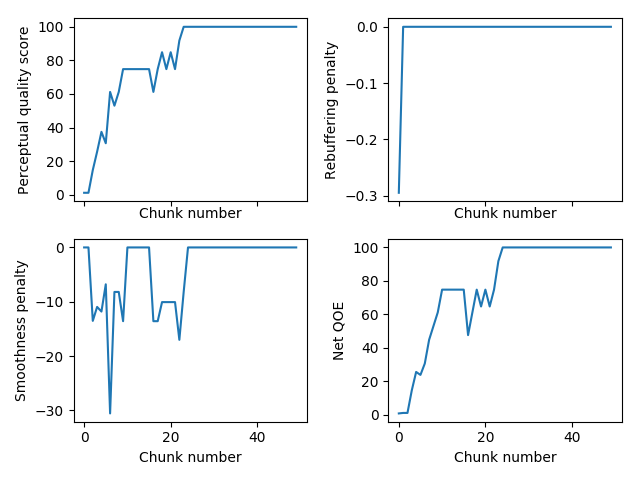 Perceptual quality score
100
80
60
40
20
0
Chunk number
Rebuffering penalty
0.0
−0.1
−0.2
−0.3
Chunk number
Smoothness penalty
0
−10
−20
−30
0 20 40
Chunk number
Net QOE
100
80
60
40
20
0
0 20 40
Chunk number